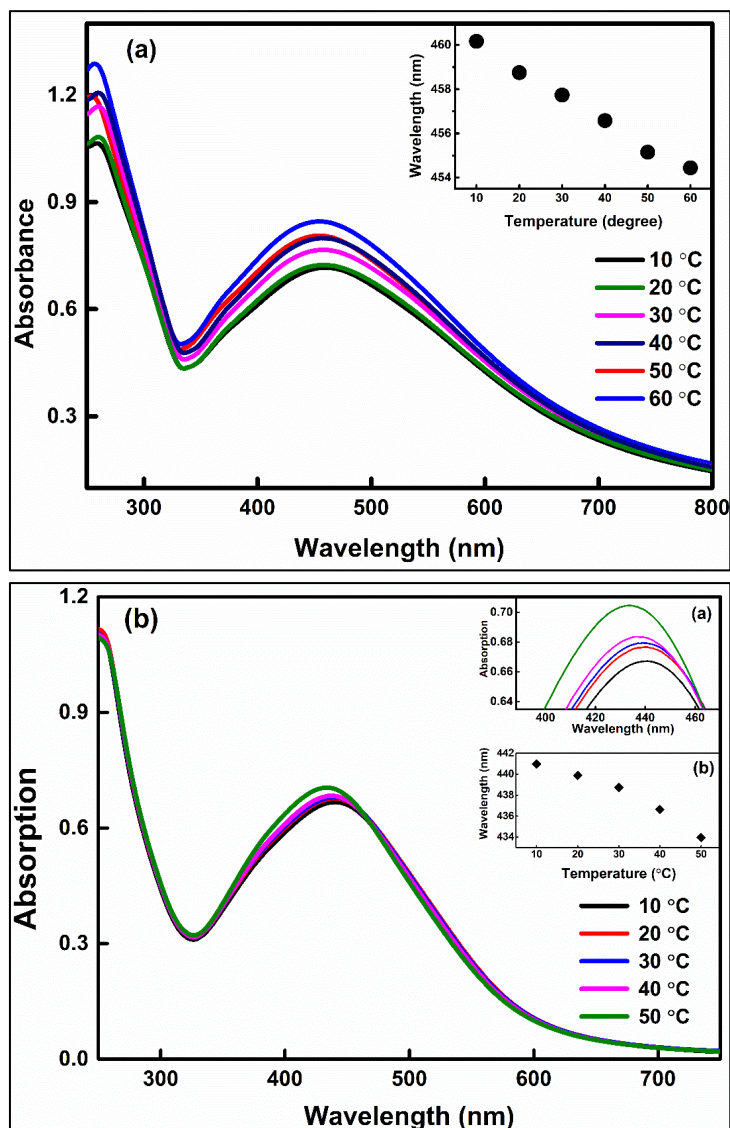 (a)
Absorbance
1.2
0.9
0.6
0.3
300 400 500 600 700 800
Wavelength (nm)
Wavelength (nm)
460
458
456
454
10 20 30 40 50 60
Temperature (degree)
10 °C
20 °C
30 °C
40 °C
50 °C
60 °C
(b)
Absorption
1.2
0.9
0.6
0.3
0.0
300 400 500 600 700
Wavelength (nm)
(a)
Absorption
0.70
0.68
0.66
0.64
400 420 440 460
Wavelength (nm)
(b)
Wavelength (nm)
442
440
438
436
434
10 20 30 40 50
Temperature (°C)
10 °C
20 °C
30 °C
40 °C
50 °C